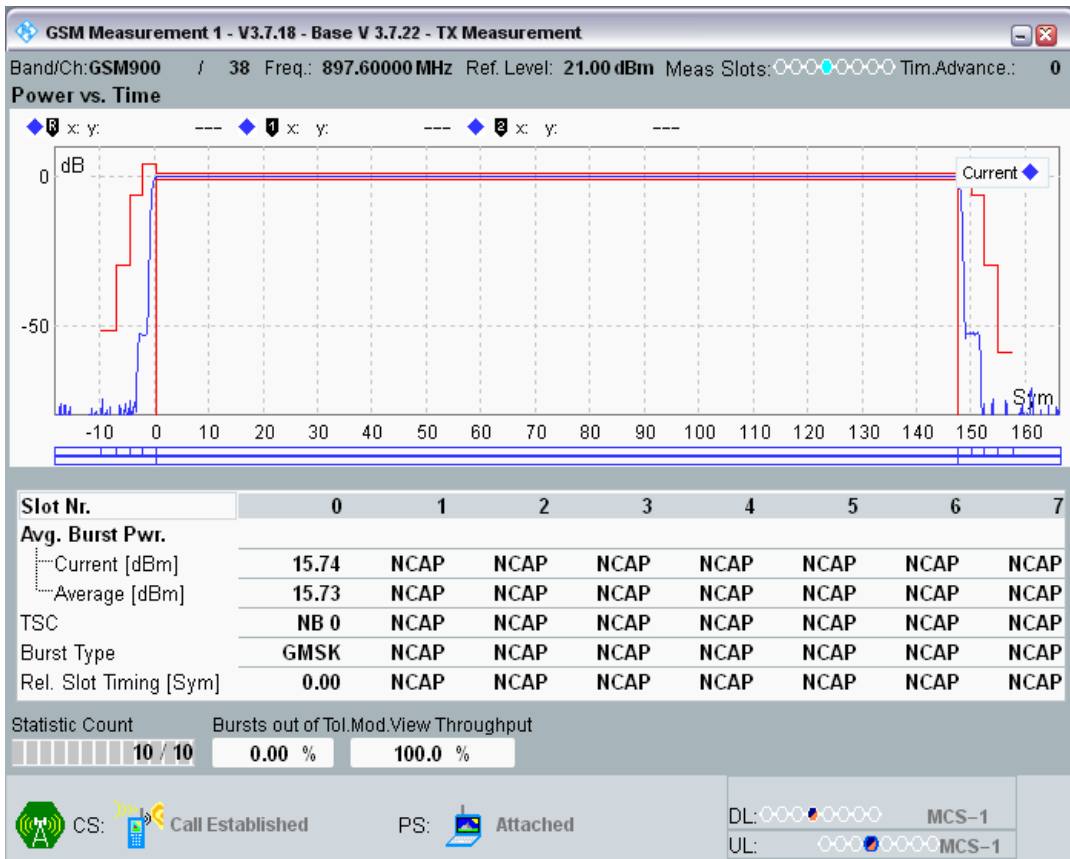 GSM Measurement 1 - V3.7.18 - Base V 3.7.22 - TX Measurement
Band/Ch:GSM900 / 38 Freq.: 897.60000 MHz Ref. Level: 21.00 dBm Meas Slots: Tim.Advance.: 0
Power vs. Time
R x: y: --- 1 x: y: --- 2 x: y: ---
dB
Current
0
-50
Sym
-10 0 10 20 30 40 50 60 70 80 90 100 110 120 130 140 150 160
Slot Nr. 0 1 2 3 4 5 6 7
Avg. Burst Pwr.
Current [dBm] 15.74 NCAP NCAP NCAP NCAP NCAP NCAP NCAP
Average [dBm] 15.73 NCAP NCAP NCAP NCAP NCAP NCAP NCAP
TSC NB 0 NCAP NCAP NCAP NCAP NCAP NCAP NCAP
Burst Type GMSK NCAP NCAP NCAP NCAP NCAP NCAP NCAP
Rel. Slot Timing [Sym] 0.00 NCAP NCAP NCAP NCAP NCAP NCAP NCAP
Statistic Count Bursts out of Tol.Mod.View Throughput
10 / 10 0.00 % 100.0 %
CS: Call Established PS: Attached
DL: MCS-1
UL: MCS-1